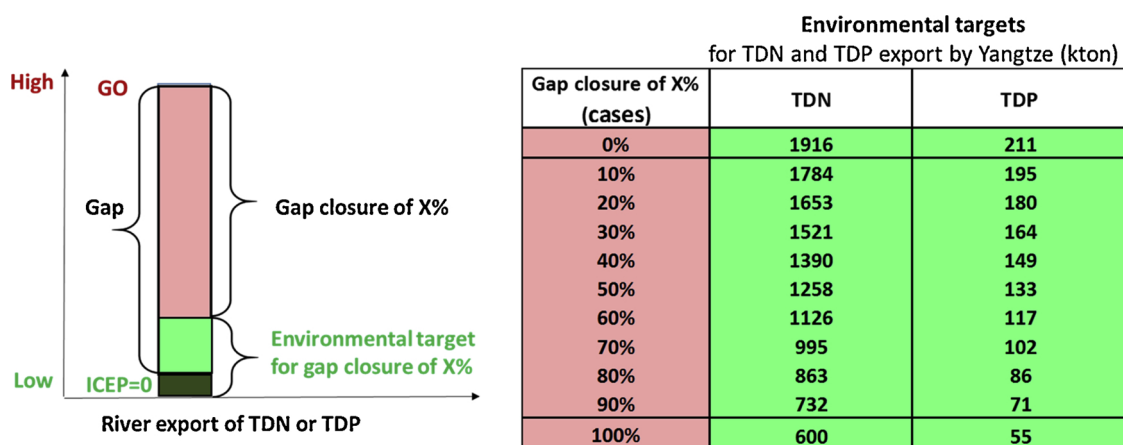 High
GO
Gap
Gap closure of X%
Environmental target
for gap closure of X%
Low
ICEP=0
River export of TDN or TDP
Environmental targets
for TDN and TDP export by Yangtze (kton)
Gap closure of X% (cases) TDN TDP
0% 1916 211
10% 1784 195
20% 1653 180
30% 1521 164
40% 1390 149
50% 1258 133
60% 1126 117
70% 995 102
80% 863 86
90% 732 71
100% 600 55